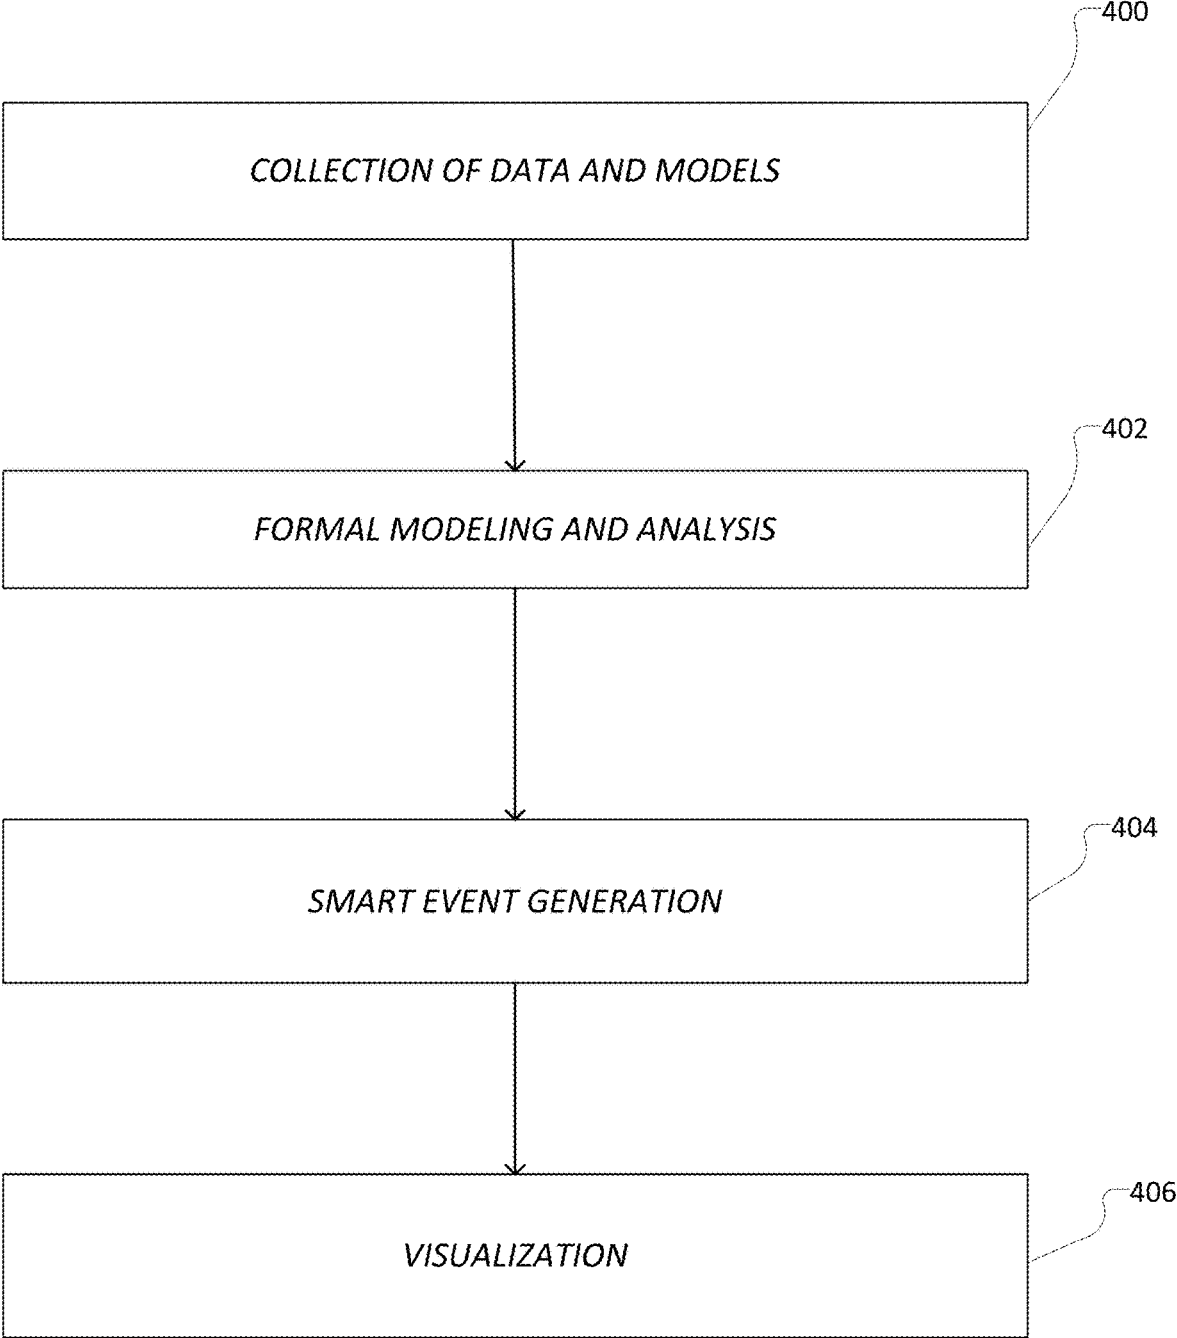 400
COLLECTION OF DATA AND MODELS
402
FORMAL MODELING AND ANALYSIS
404
SMART EVENT GENERATION
406
VISUALIZATION